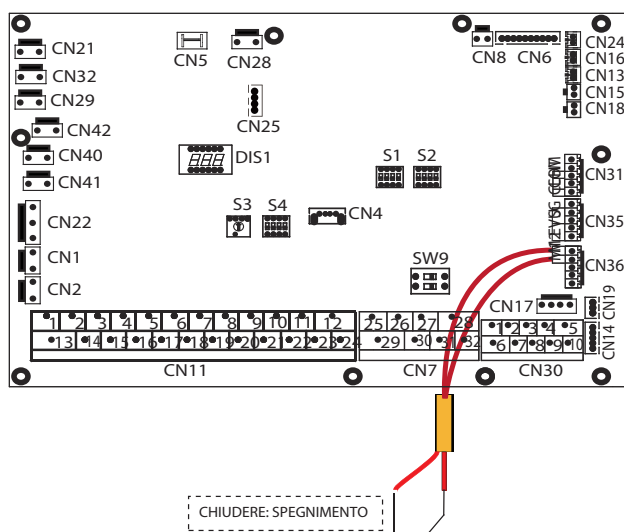 CN21
CN5
CN28
CN8
CN6
CN24
CN16
CN13
CN15
CN18
CN32
CN29
CN42
CN25
CN40
CN41
DIS1
S1
S2
CN31
CN22
S3
S4
CN4
CN35
CN1
CN2
SW9
CN36
CN17
CN19
CN14
1 2 3 4 5 6 7 8 9 10 11 12
13 14 15 16 17 18 19 20 21 22 23 24
25 26 27 28
29 30 31 32
1 2 3 4 5
6 7 8 9 10
CN11
CN7
CN30
CHIUDERE: SPEGNIMENTO